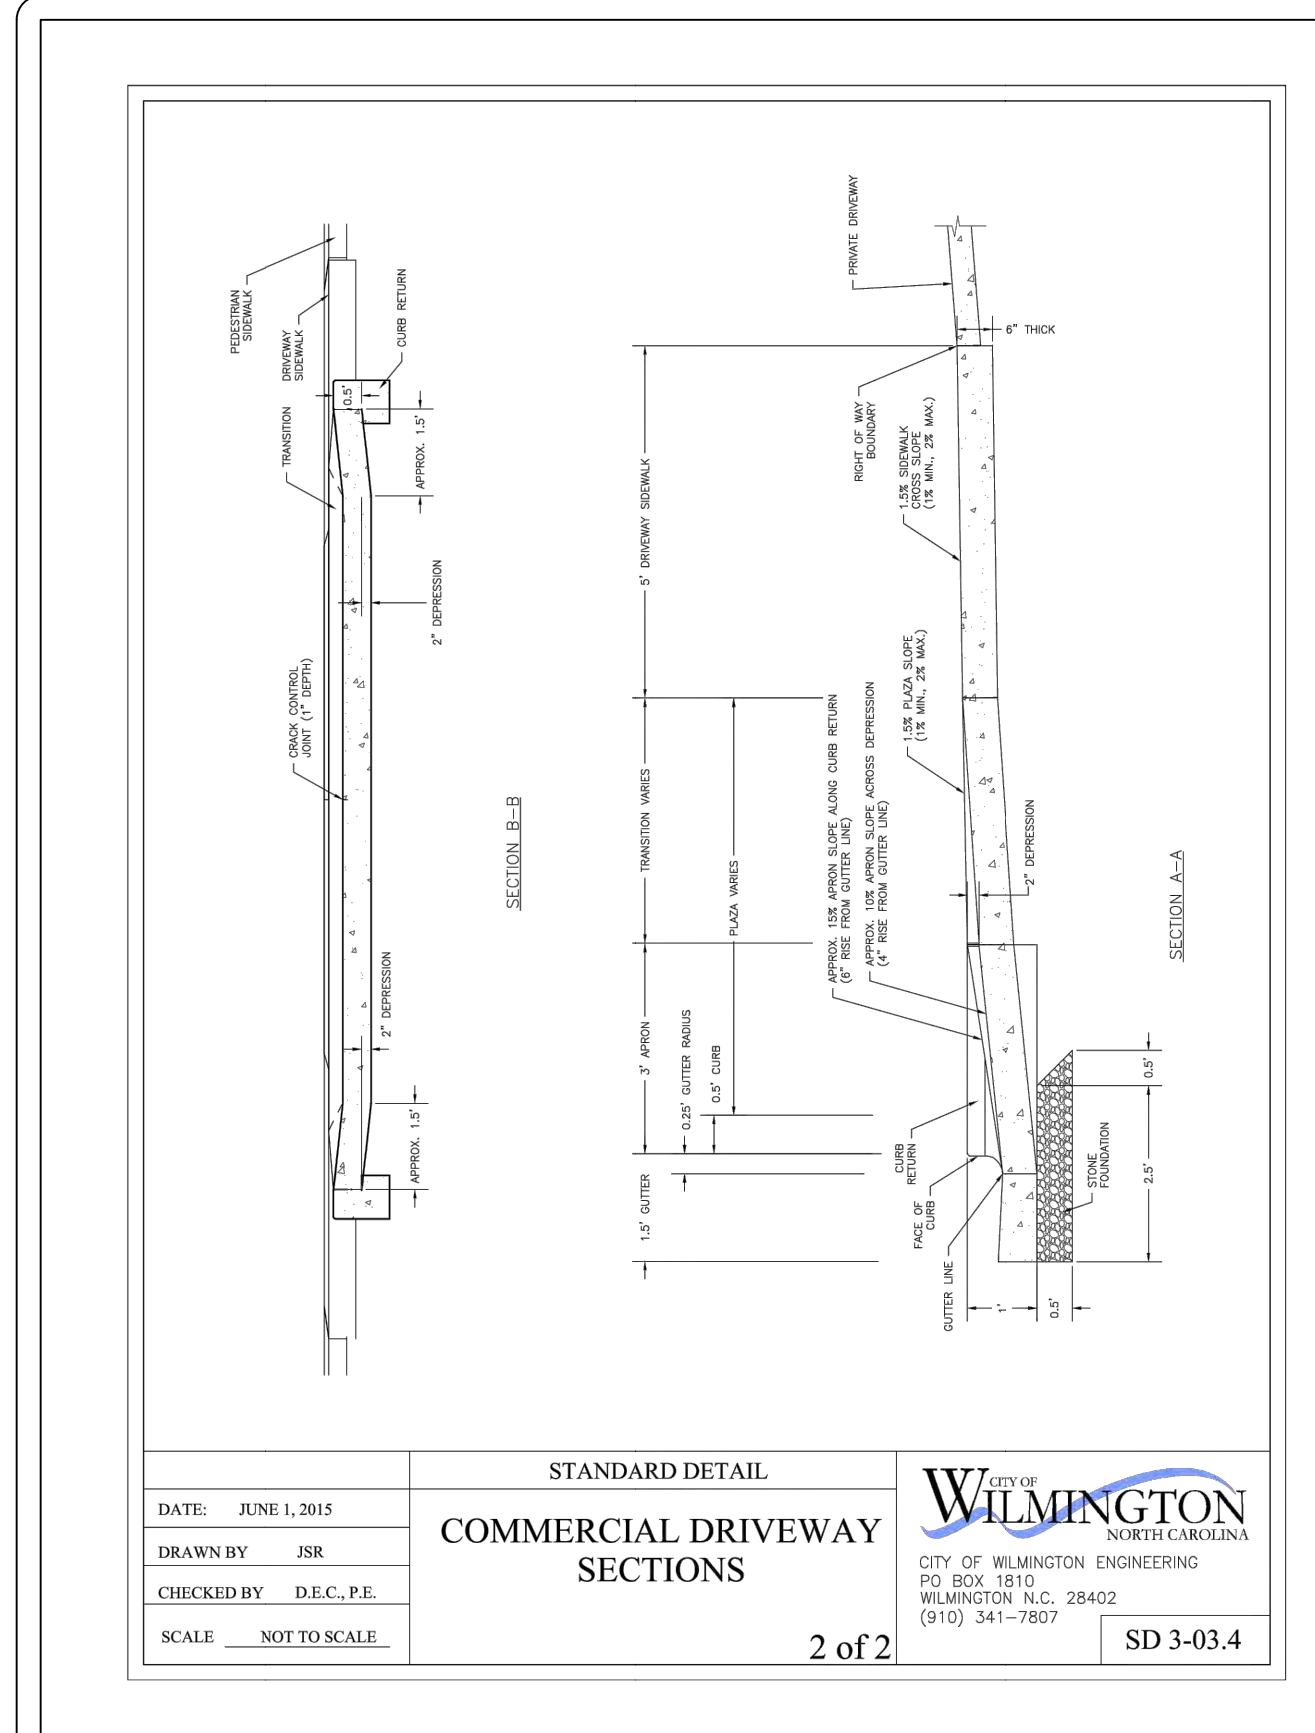 PEDESTRIAN
SIDEWALK
DRIVEWAY
SIDEWALK
CURB RETURN
TRANSITION
0.5'
APPROX. 1.5'
2" DEPRESSION
CRACK CONTROL
JOINT (1" DEPTH)
2" DEPRESSION
APPROX. 1.5'
SECTION B-B
PRIVATE DRIVEWAY
6" THICK
RIGHT OF WAY
BOUNDARY
1.5% SIDEWALK
CROSS SLOPE
(1% MIN., 2% MAX.)
5' DRIVEWAY SIDEWALK
1.5% PLAZA SLOPE
(1% MIN., 2% MAX.)
TRANSITION VARIES
PLAZA VARIES
APPROX. 15% APRON SLOPE ALONG CURB RETURN
(6" RISE FROM GUTTER LINE)
APPROX. 10% APRON SLOPE ACROSS DEPRESSION
(4" RISE FROM GUTTER LINE)
2" DEPRESSION
3' APRON
0.25' GUTTER RADIUS
0.5' CURB
1.5' GUTTER
CURB
RETURN
FACE OF
CURB
GUTTER LINE
STONE
FOUNDATION
0.5'
2.5'
1'
0.5'
SECTION A-A
STANDARD DETAIL
COMMERCIAL DRIVEWAY
SECTIONS
2 of 2
DATE: JUNE 1, 2015
DRAWN BY JSR
CHECKED BY D.E.C., P.E.
SCALE NOT TO SCALE
CITY OF
WILMINGTON
NORTH CAROLINA
CITY OF WILMINGTON ENGINEERING
PO BOX 1810
WILMINGTON N.C. 28402
(910) 341-7807
SD 3-03.4